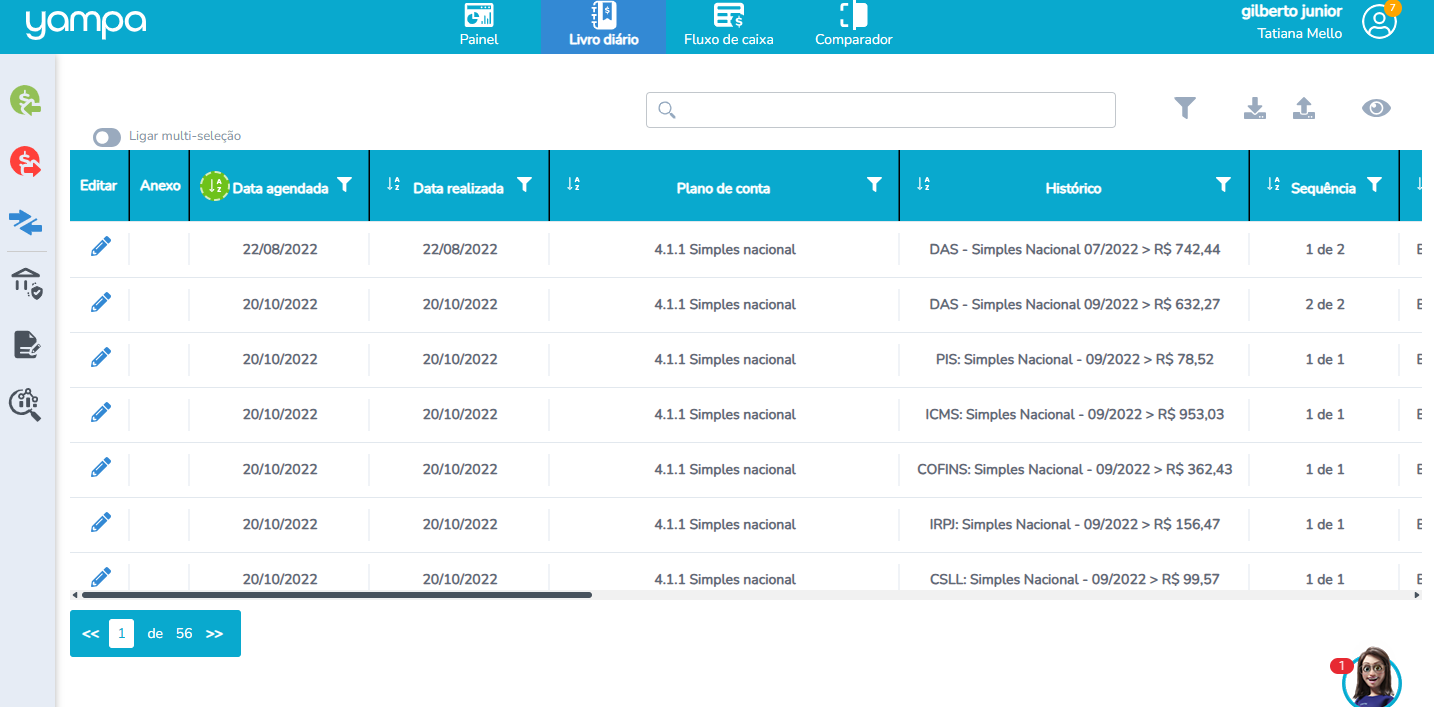 yampa
Painel
Livro diário
Fluxo de caixa
Comparador
gilberto junior
Tatiana Mello
7
Ligar multi-seleção
Editar Anexo Data agendada Data realizada Plano de conta Histórico Sequência
22/08/2022 22/08/2022 4.1.1 Simples nacional DAS - Simples Nacional 07/2022 > R$ 742,44 1 de 2
20/10/2022 20/10/2022 4.1.1 Simples nacional DAS - Simples Nacional 09/2022 > R$ 632,27 2 de 2
20/10/2022 20/10/2022 4.1.1 Simples nacional PIS: Simples Nacional - 09/2022 > R$ 78,52 1 de 1
20/10/2022 20/10/2022 4.1.1 Simples nacional ICMS: Simples Nacional - 09/2022 > R$ 953,03 1 de 1
20/10/2022 20/10/2022 4.1.1 Simples nacional COFINS: Simples Nacional - 09/2022 > R$ 362,43 1 de 1
20/10/2022 20/10/2022 4.1.1 Simples nacional IRPJ: Simples Nacional - 09/2022 > R$ 156,47 1 de 1
20/10/2022 20/10/2022 4.1.1 Simples nacional CSLL: Simples Nacional - 09/2022 > R$ 99,57 1 de 1
<< 1 de 56 >>
1